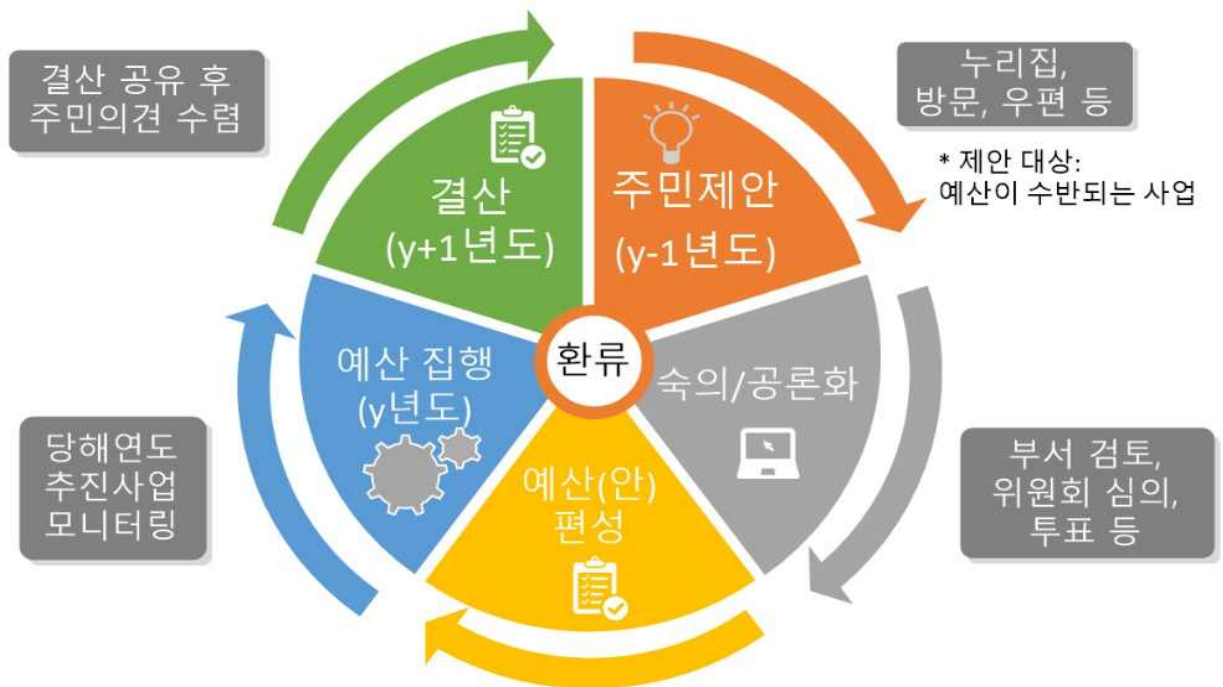 결산 공유 후
주민의견 수렴
누리집,
방문, 우편 등
* 제안 대상:
예산이 수반되는 사업
결산
(y+1년도)
주민제안
(y-1년도)
환류
예산 집행
(y년도)
숙의/공론화
예산(안)
편성
당해연도
추진사업
모니터링
부서 검토,
위원회 심의,
투표 등